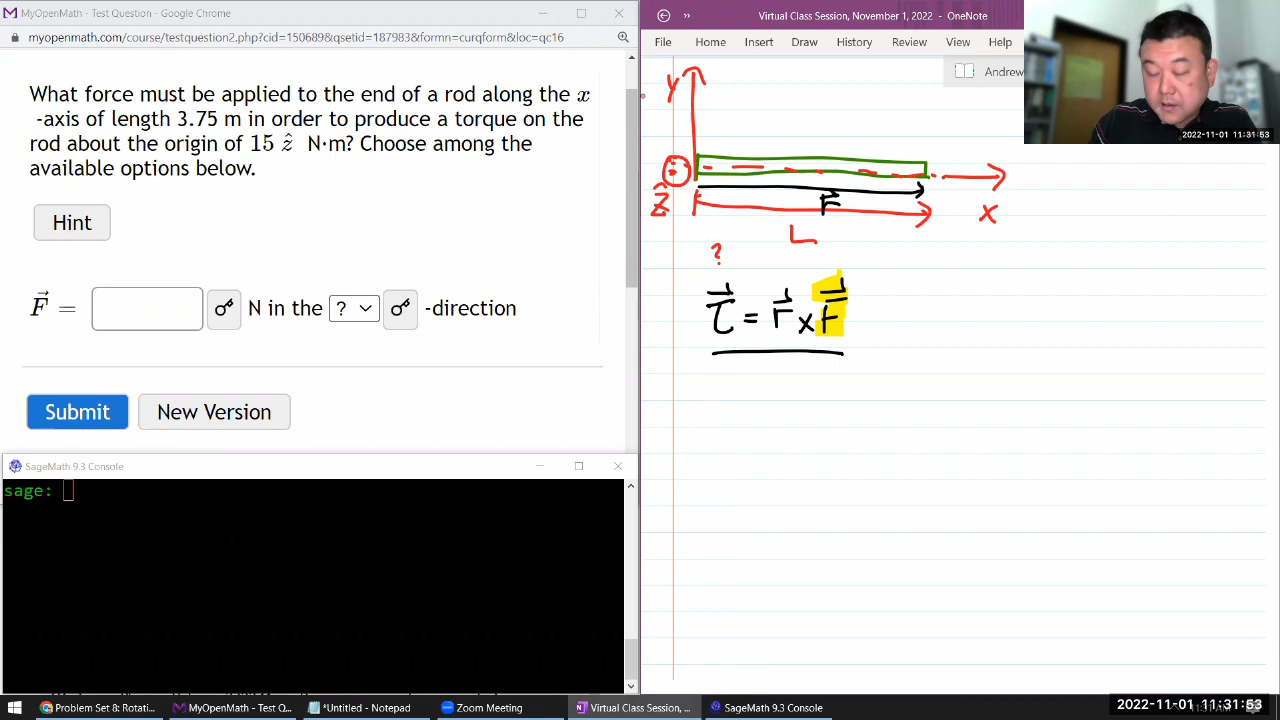 MyOpenMath - Test Question - Google Chrome
myopenmath.com/course/testquestion2.php?cid=150689&qsetid=187983&formn=curqform&loc=qc16
What force must be applied to the end of a rod along the x
-axis of length 3.75 m in order to produce a torque on the
rod about the origin of 15 ẑ N·m? Choose among the
available options below.
Hint
F⃗ = N in the ? -direction
Submit
New Version
SageMath 9.3 Console
sage:
Virtual Class Session, November 1, 2022 - OneNote
File Home Insert Draw History Review View Help
Andrew
2022-11-01 11:31:53
y
ẑ
r⃗
x
L
?
τ⃗ = r⃗ x F⃗
Problem Set & Rotati...
MyOpenMath - Test Q...
*Untitled - Notepad
Zoom Meeting
Virtual Class Session, ...
SageMath 9.3 Console
2022-11-01 11:31:53